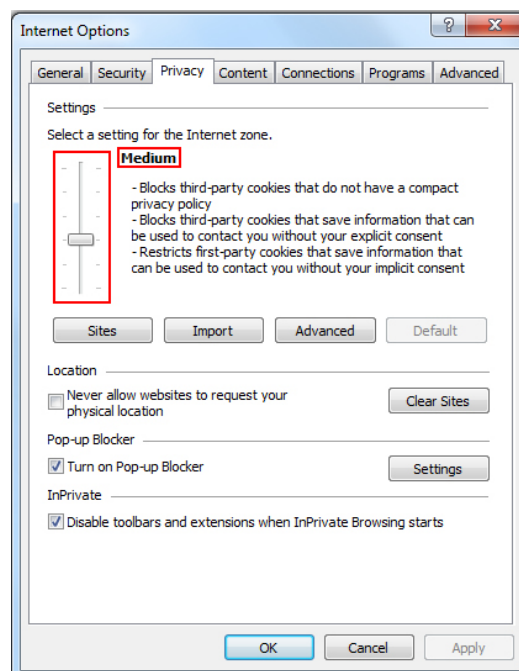 Internet Options
General Security Privacy Content Connections Programs Advanced
Settings
Select a setting for the Internet zone.
Medium
- Blocks third-party cookies that do not have a compact
privacy policy
- Blocks third-party cookies that save information that can
be used to contact you without your explicit consent
- Restricts first-party cookies that save information that
can be used to contact you without your implicit consent
Sites Import Advanced Default
Location
Never allow websites to request your
physical location
Clear Sites
Pop-up Blocker
Turn on Pop-up Blocker
Settings
InPrivate
Disable toolbars and extensions when InPrivate Browsing starts
OK Cancel Apply